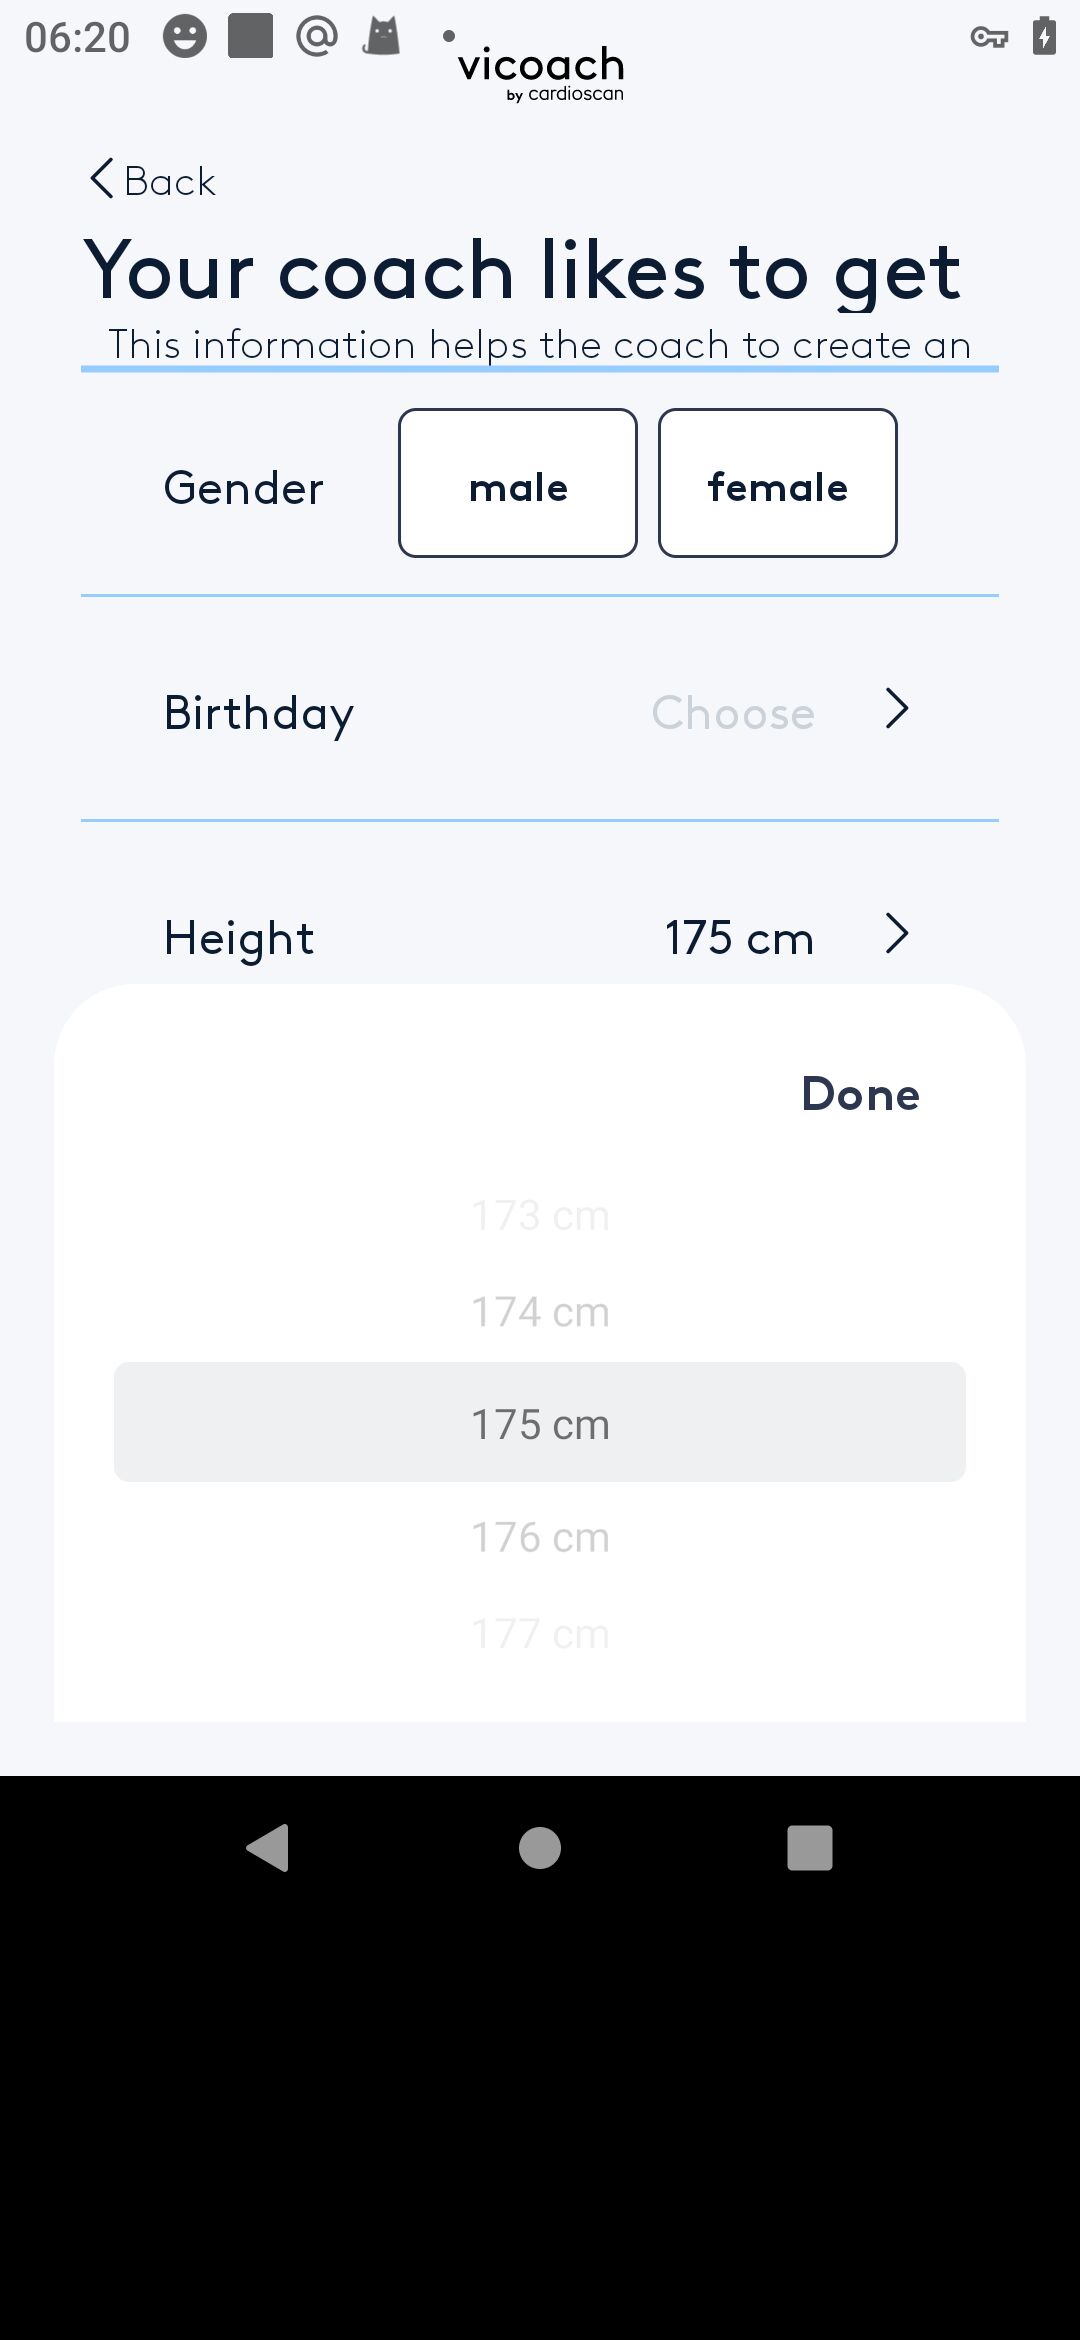 06:20
vicoach
by cardioscan
Back
Your coach likes to get
This information helps the coach to create an
Gender male female
Birthday Choose
Height 175 cm
Done
173 cm
174 cm
175 cm
176 cm
177 cm